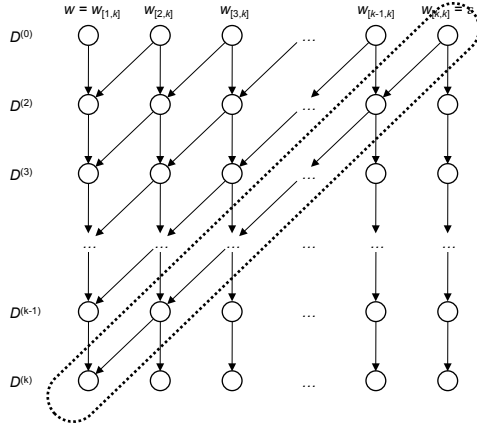 w = w[1,k] w[2,k] w[3,k] w[k-1,k] w[k,k] = ε
D(0) ...
D(2) ...
D(3) ...
... ... ... ... ... ...
D(k-1) ...
D(k) ...